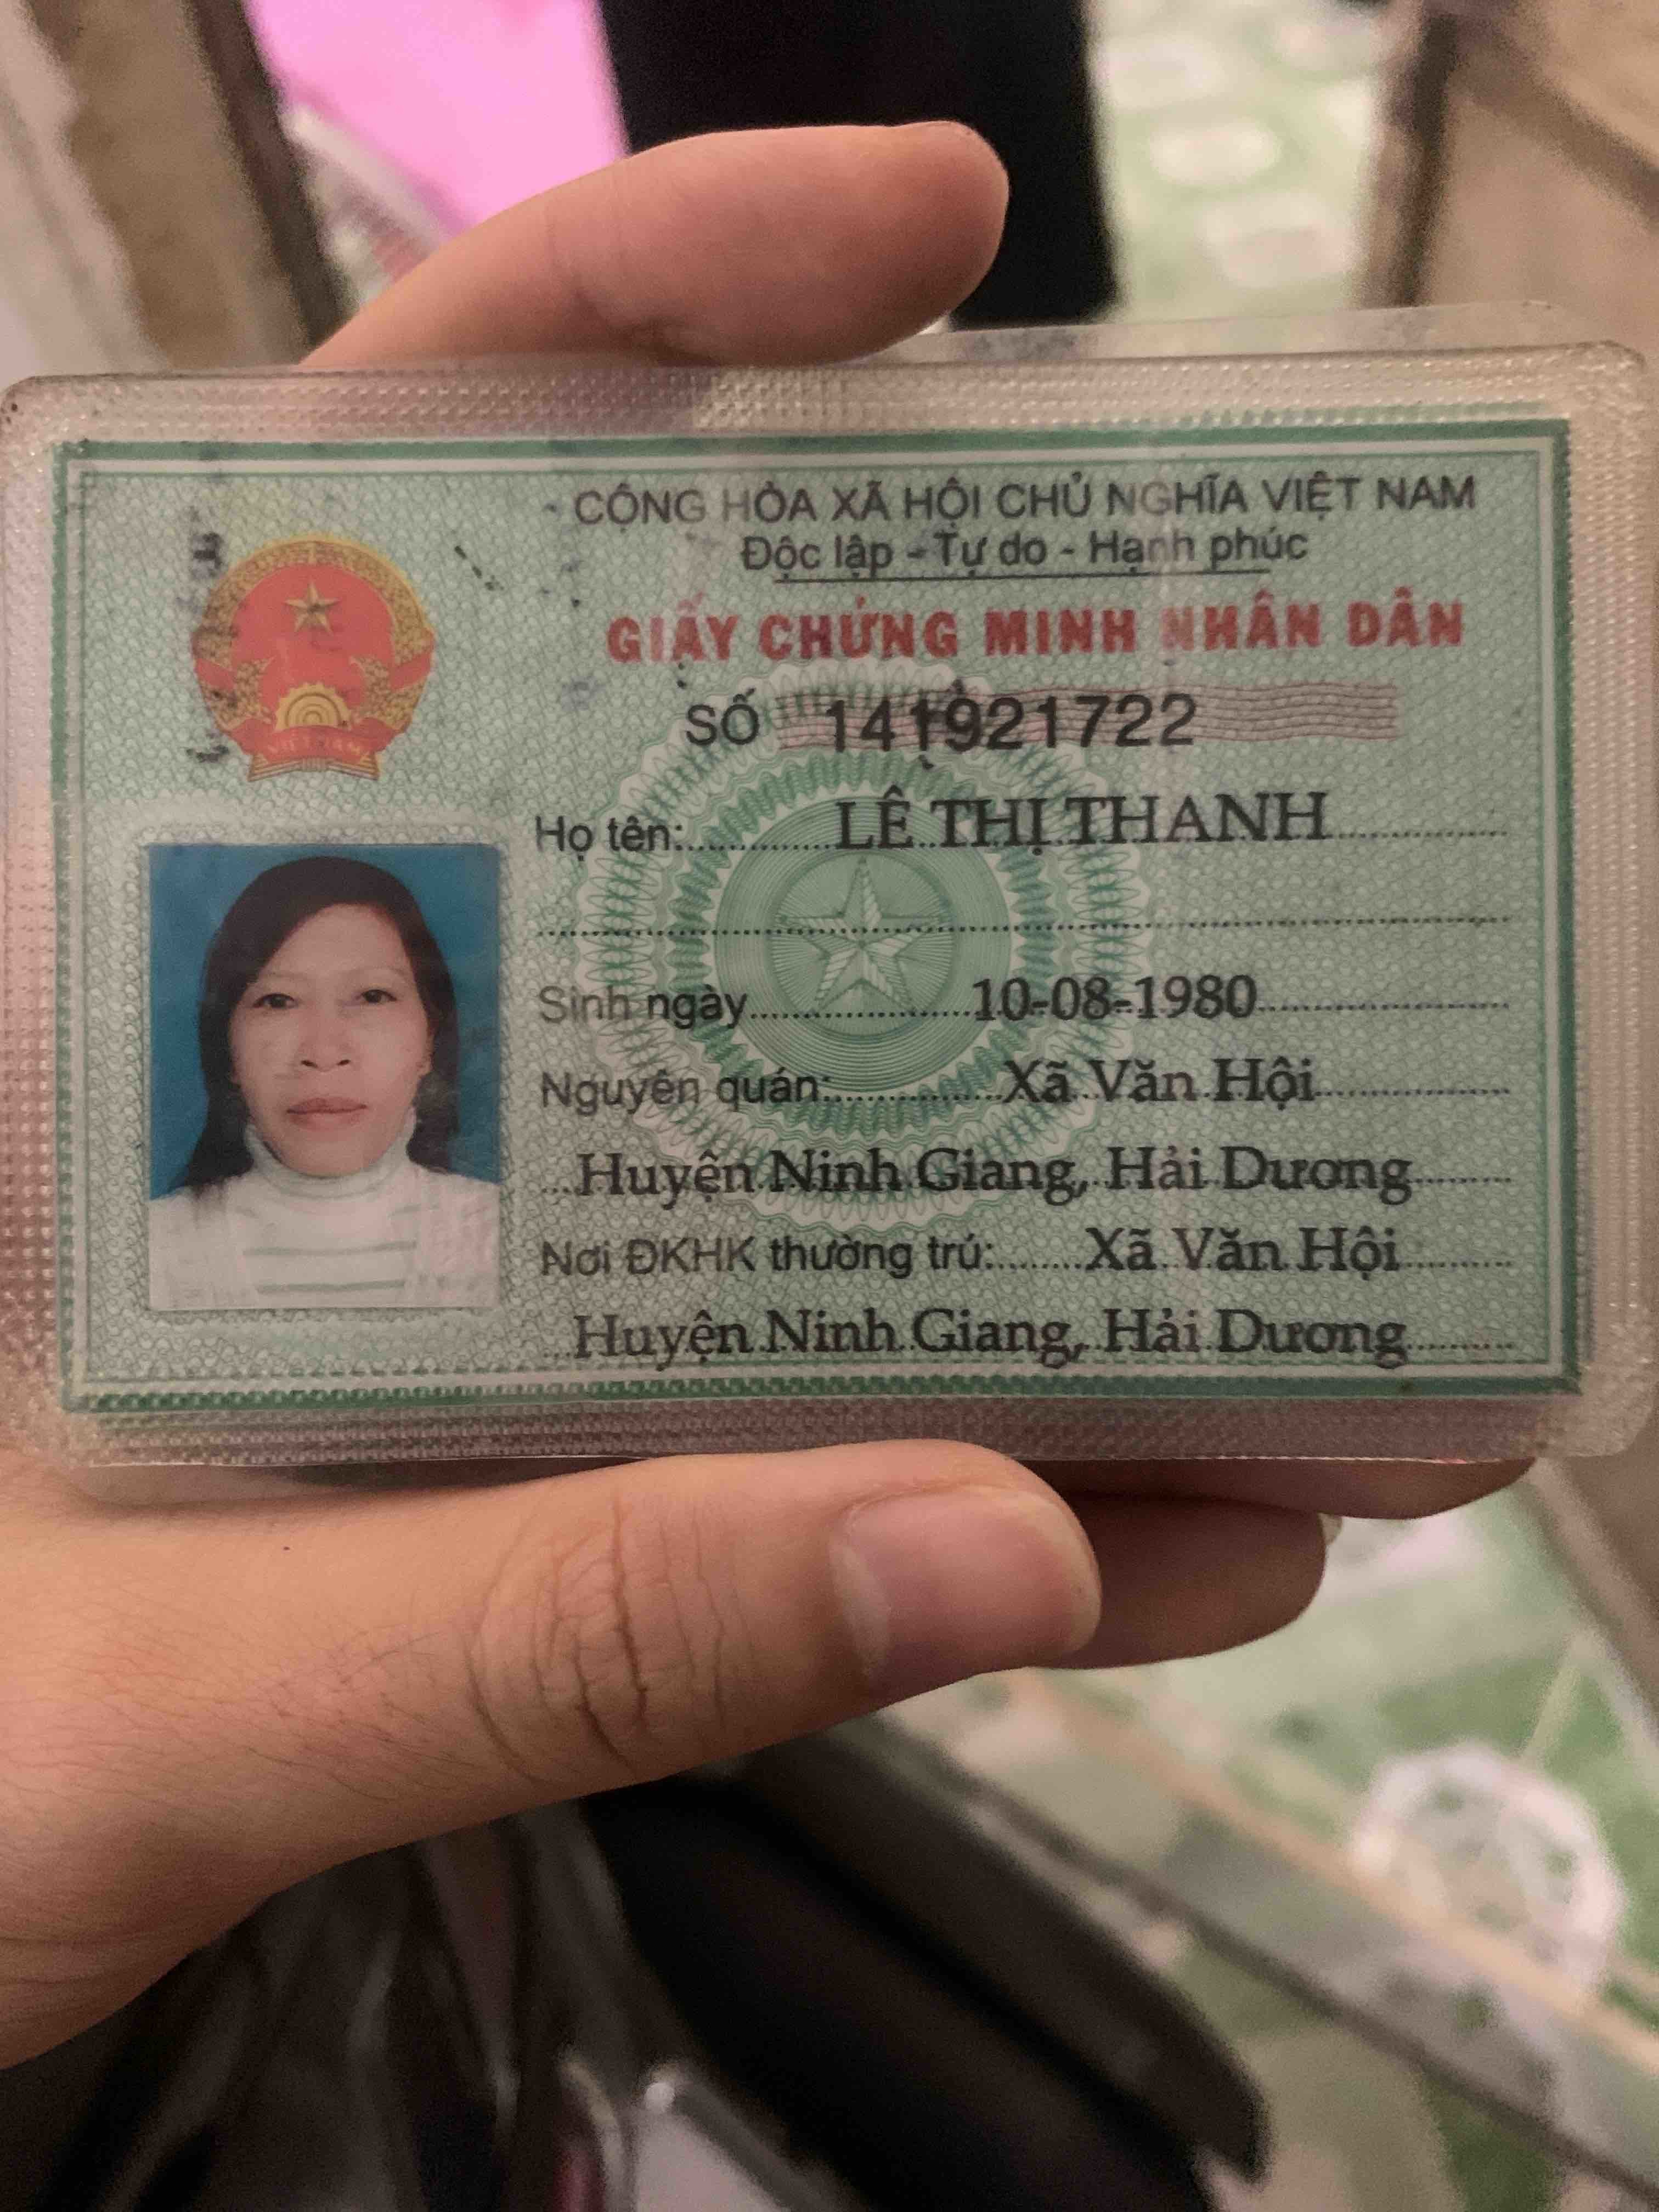 CỘNG HÒA XÃ HỘI CHỦ NGHĨA VIỆT NAM
Độc lập - Tự do - Hạnh phúc
GIẤY CHỨNG MINH NHÂN DÂN
SỐ 141921722
Họ tên: LÊ THỊ THANH
Sinh ngày 10-08-1980
Nguyên quán: Xã Văn Hội
Huyện Ninh Giang, Hải Dương
Nơi ĐKHK thường trú: Xã Văn Hội
Huyện Ninh Giang, Hải Dương
VIỆT NAM